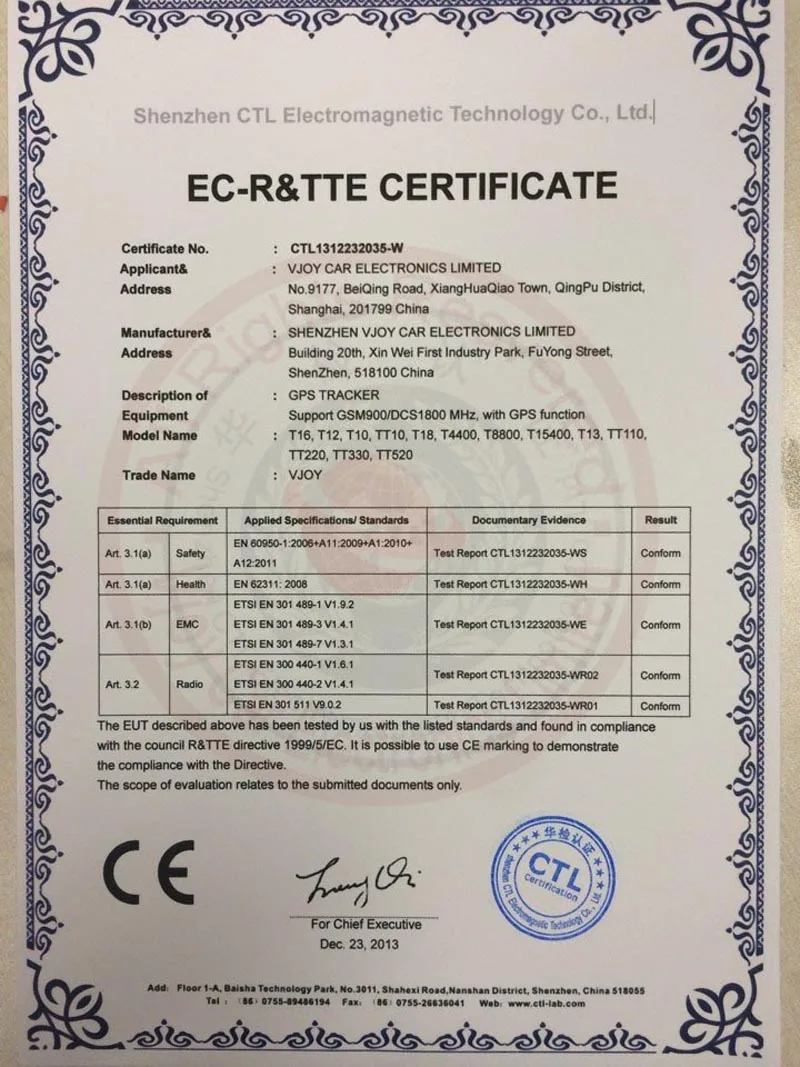 Shenzhen CTL Electromagnetic Technology Co., Ltd.
EC-R&TTE CERTIFICATE
Certificate No. : CTL1312232035-W
Applicant& : VJOY CAR ELECTRONICS LIMITED
Address No.9177, BeiQing Road, XiangHuaQiao Town, QingPu District,
Shanghai, 201799 China
Manufacturer& : SHENZHEN VJOY CAR ELECTRONICS LIMITED
Address Building 20th, Xin Wei First Industry Park, FuYong Street,
ShenZhen, 518100 China
Description of : GPS TRACKER
Equipment Support GSM900/DCS1800 MHz, with GPS function
Model Name : T16, T12, T10, TT10, T18, T4400, T8800, T15400, T13, TT110,
TT220, TT330, TT520
Trade Name : VJOY
Essential Requirement Applied Specifications/ Standards Documentary Evidence Result
Art. 3.1(a) Safety EN 60950-1:2006+A11:2009+A1:2010+
A12:2011 Test Report CTL1312232035-WS Conform
Art. 3.1(a) Health EN 62311: 2008 Test Report CTL1312232035-WH Conform
ETSI EN 301 489-1 V1.9.2
Art. 3.1(b) EMC ETSI EN 301 489-3 V1.4.1 Test Report CTL1312232035-WE Conform
ETSI EN 301 489-7 V1.3.1
ETSI EN 300 440-1 V1.6.1
Art. 3.2 Radio ETSI EN 300 440-2 V1.4.1 Test Report CTL1312232035-WR02 Conform
ETSI EN 301 511 V9.0.2 Test Report CTL1312232035-WR01 Conform
The EUT described above has been tested by us with the listed standards and found in compliance
with the council R&TTE directive 1999/5/EC. It is possible to use CE marking to demonstrate
the compliance with the Directive.
The scope of evaluation relates to the submitted documents only.
CE
华检认证
CTL
Certification
Shenzhen CTL Electromagnetic Technology Co.,
For Chief Executive
Dec. 23, 2013
Add: Floor 1-A, Baisha Technology Park, No.3011, Shahexi Road,Nanshan District, Shenzhen, China 518055
Tel : (86) 0755-89486194 Fax: (86) 0755-26636041 Web: www.ctl-lab.com